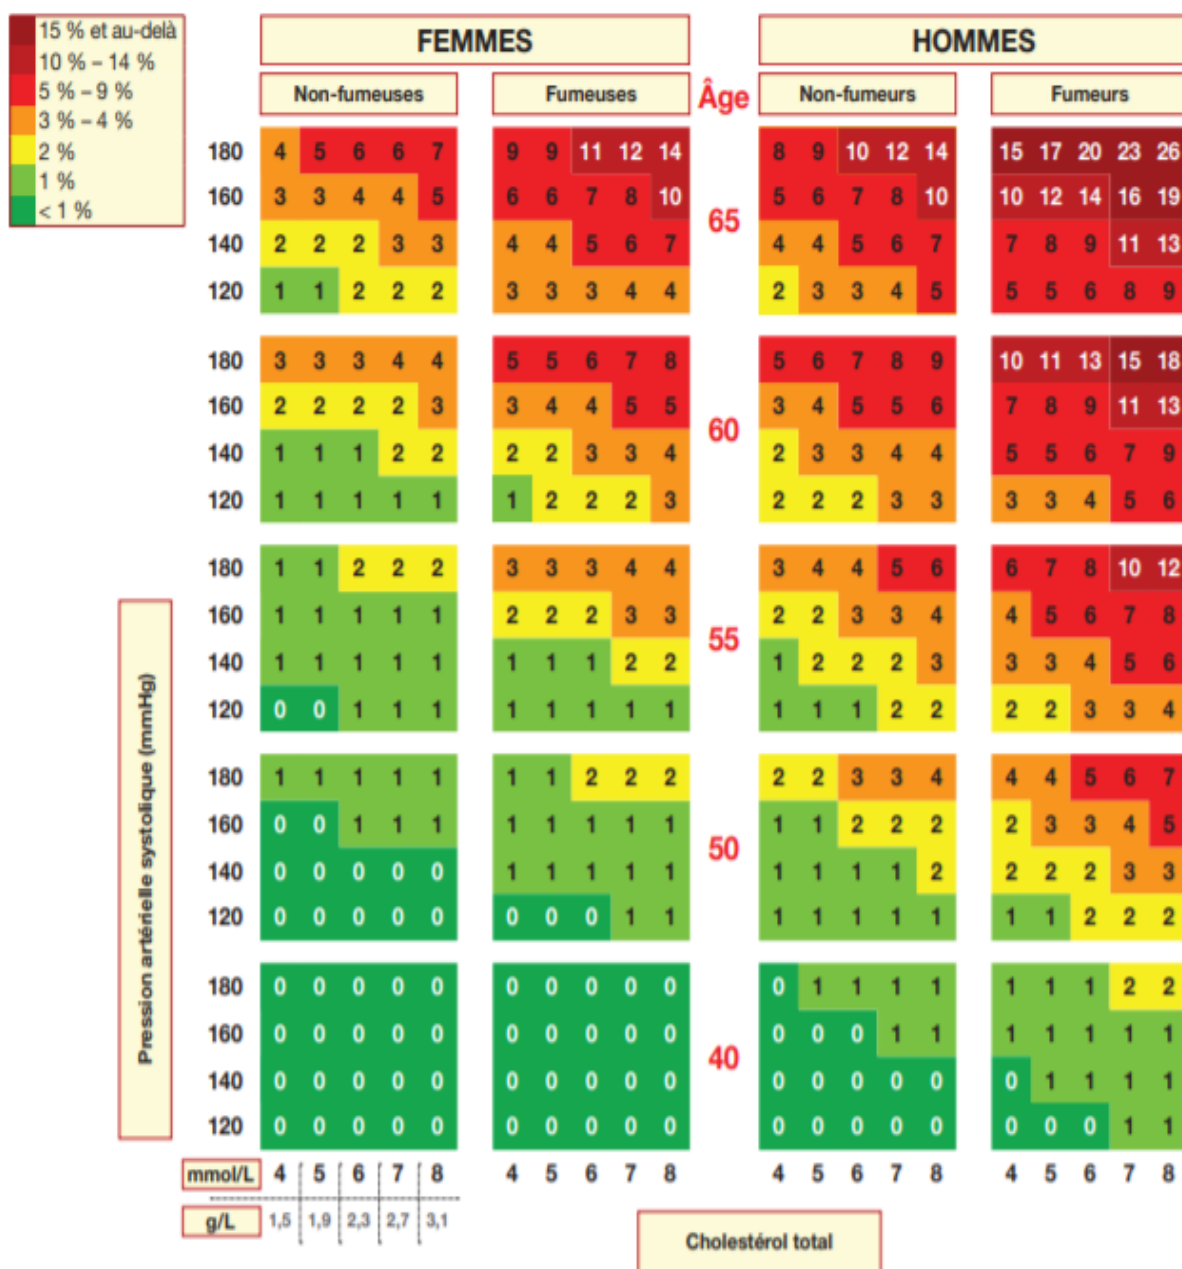 15 % et au-delà
10 % – 14 %
5 % – 9 %
3 % – 4 %
2 %
1 %
< 1 %
FEMMES HOMMES
Non-fumeuses Fumeuses Âge Non-fumeurs Fumeurs
180 4 5 6 6 7 9 9 11 12 14 8 9 10 12 14 15 17 20 23 26
160 3 3 4 4 5 6 6 7 8 10 5 6 7 8 10 10 12 14 16 19
65
140 2 2 2 3 3 4 4 5 6 7 4 4 5 6 7 7 8 9 11 13
120 1 1 2 2 2 3 3 3 4 4 2 3 3 4 5 5 5 6 8 9
180 3 3 3 4 4 5 5 6 7 8 5 6 7 8 9 10 11 13 15 18
160 2 2 2 2 3 3 4 4 5 5 3 4 5 5 6 7 8 9 11 13
60
140 1 1 1 2 2 2 2 3 3 4 2 3 3 4 4 5 5 6 7 9
120 1 1 1 1 1 1 2 2 2 3 2 2 2 3 3 3 3 4 5 6
180 1 1 2 2 2 3 3 3 4 4 3 4 4 5 6 6 7 8 10 12
160 1 1 1 1 1 2 2 2 3 3 2 2 3 3 4 4 5 6 7 8
55
140 1 1 1 1 1 1 1 1 2 2 1 2 2 2 3 3 3 4 5 6
120 0 0 1 1 1 1 1 1 1 1 1 1 1 2 2 2 2 3 3 4
180 1 1 1 1 1 1 1 2 2 2 2 2 3 3 4 4 4 5 6 7
160 0 0 1 1 1 1 1 1 1 1 1 1 2 2 2 2 3 3 4 5
50
140 0 0 0 0 0 1 1 1 1 1 1 1 1 1 2 2 2 2 3 3
120 0 0 0 0 0 0 0 0 1 1 1 1 1 1 1 1 1 2 2 2
180 0 0 0 0 0 0 0 0 0 0 0 1 1 1 1 1 1 1 2 2
160 0 0 0 0 0 0 0 0 0 0 0 0 0 1 1 1 1 1 1 1
40
140 0 0 0 0 0 0 0 0 0 0 0 0 0 0 0 0 1 1 1 1
120 0 0 0 0 0 0 0 0 0 0 0 0 0 0 0 0 0 0 1 1
Pression artérielle systolique (mmHg)
mmol/L 4 5 6 7 8 4 5 6 7 8 4 5 6 7 8 4 5 6 7 8
g/L 1,5 1,9 2,3 2,7 3,1
Cholestérol total